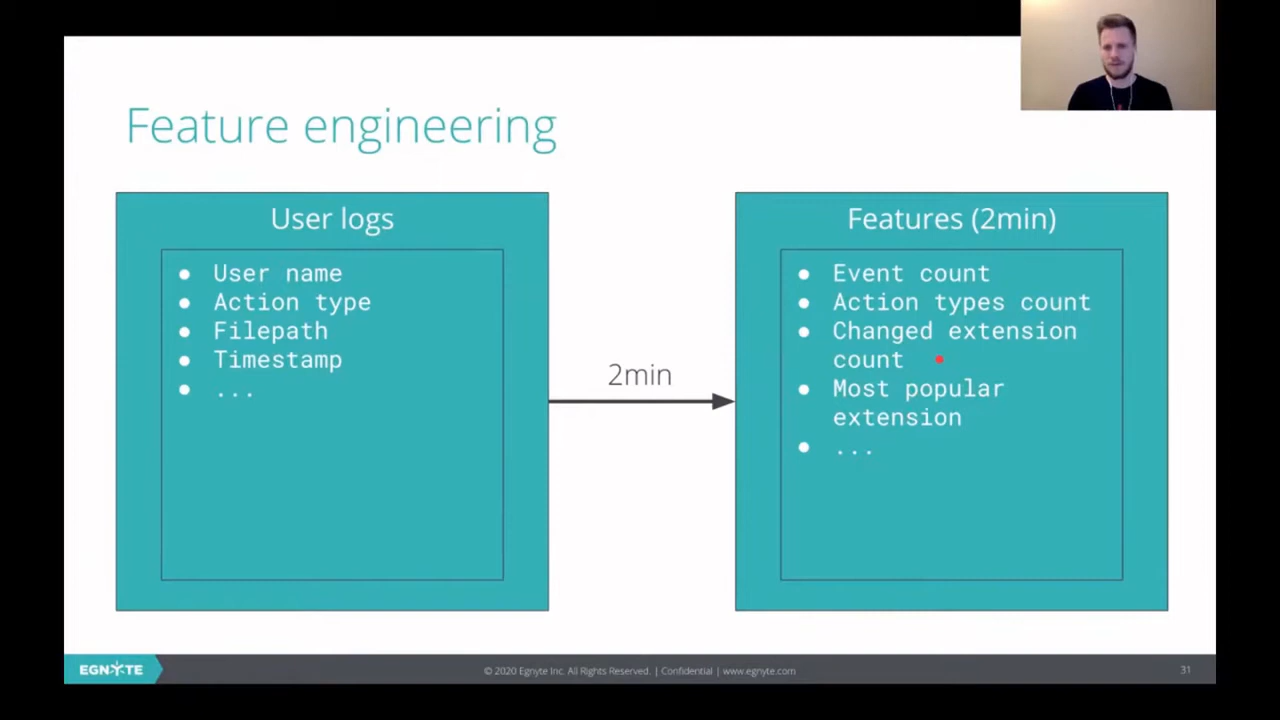 Feature engineering
User logs
● User name
● Action type
● Filepath
● Timestamp
● ...
2min
Features (2min)
● Event count
● Action types count
● Changed extension
count
● Most popular
extension
● ...
EGNYTE
© 2020 Egnyte Inc. All Rights Reserved. | Confidential | www.egnyte.com
31